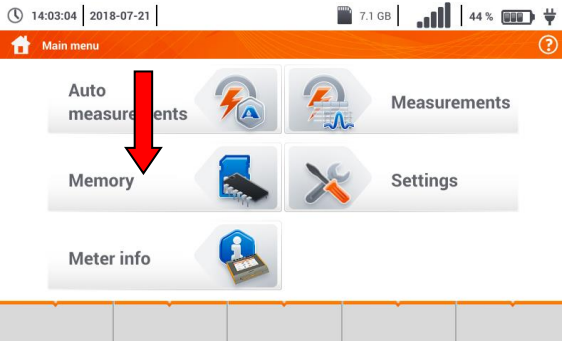 14:03:04 2018-07-21 7.1 GB 44 %
Main menu ?
Auto
measurements
Measurements
Memory
Settings
Meter info